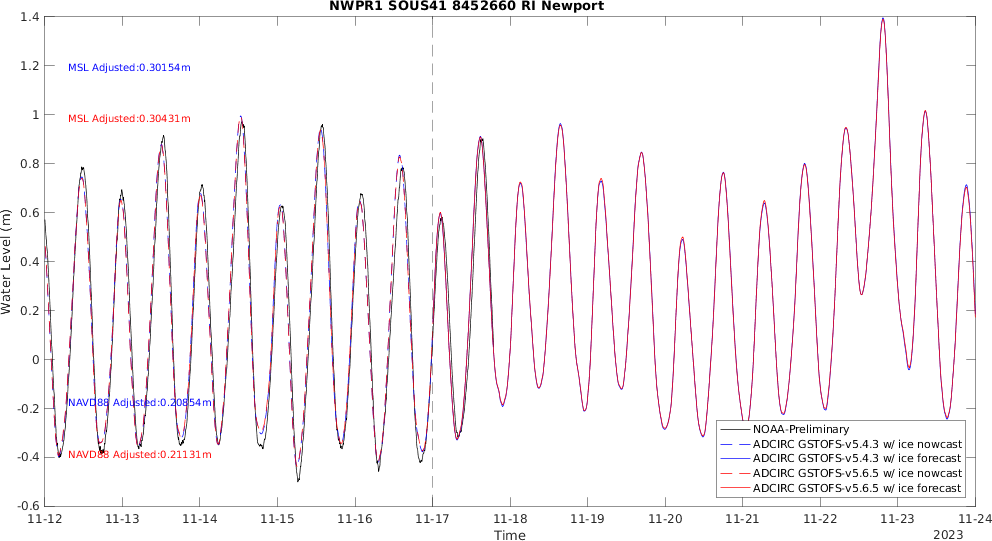 NWPR1 SOUS41 8452660 RI Newport
1.4
1.2
1
0.8
0.6
0.4
0.2
0
-0.2
-0.4
-0.6
Water Level (m)
MSL Adjusted:0.30154m
MSL Adjusted:0.30431m
NAVD88 Adjusted:0.20854m
NAVD88 Adjusted:0.21131m
NOAA-Preliminary
ADCIRC GSTOFS-v5.4.3 w/ ice nowcast
ADCIRC GSTOFS-v5.4.3 w/ ice forecast
ADCIRC GSTOFS-v5.6.5 w/ ice nowcast
ADCIRC GSTOFS-v5.6.5 w/ ice forecast
11-12 11-13 11-14 11-15 11-16 11-17 11-18 11-19 11-20 11-21 11-22 11-23 11-24
Time
2023